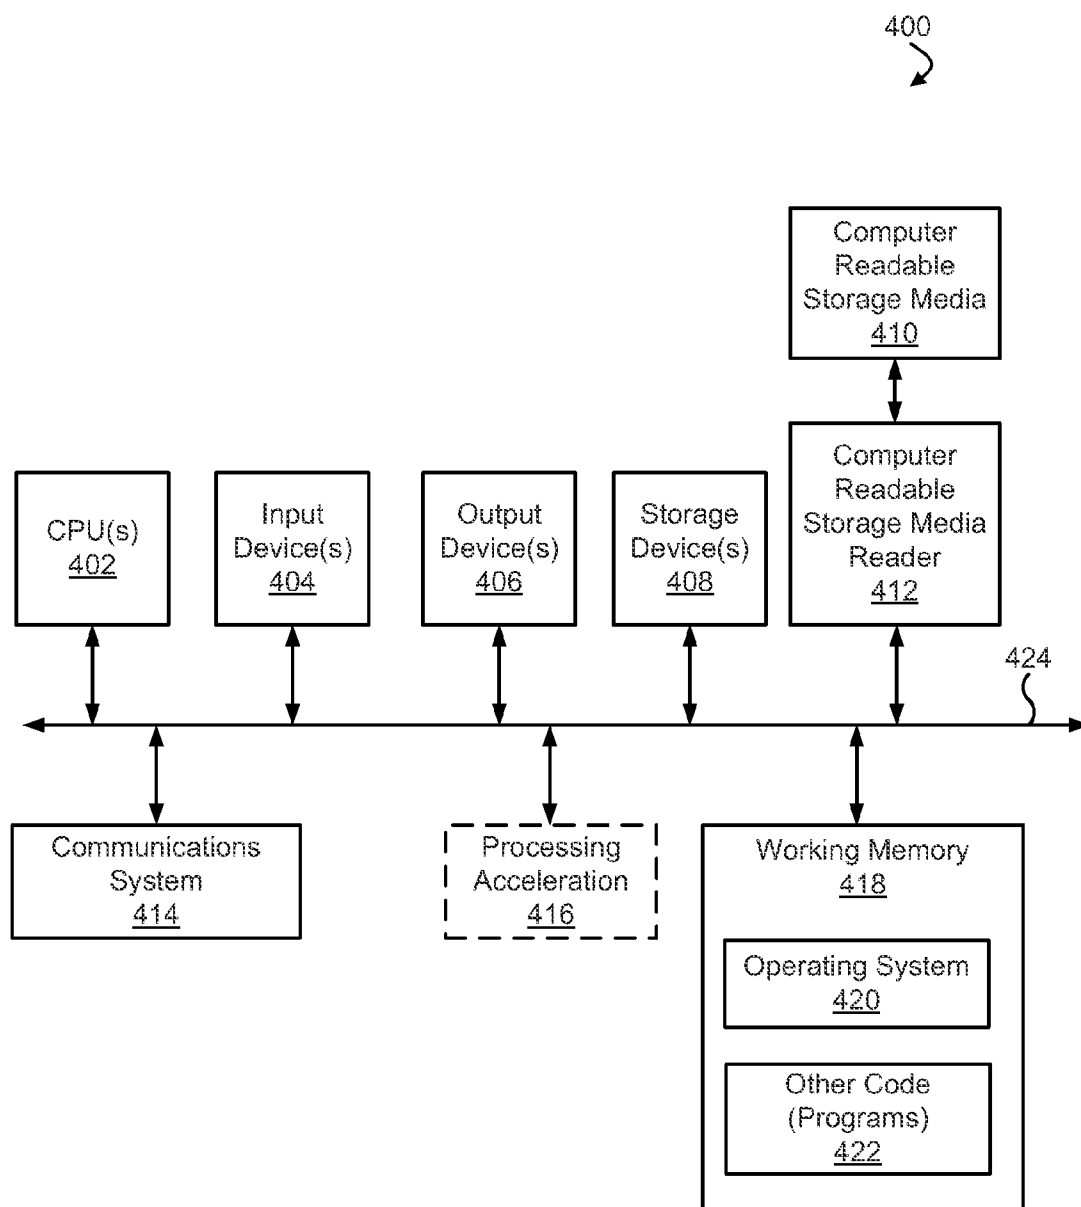 400
Computer
Readable
Storage Media
410
CPU(s)
402
Input
Device(s)
404
Output
Device(s)
406
Storage
Device(s)
408
Computer
Readable
Storage Media
Reader
412
424
Communications
System
414
Processing
Acceleration
416
Working Memory
418
Operating System
420
Other Code
(Programs)
422